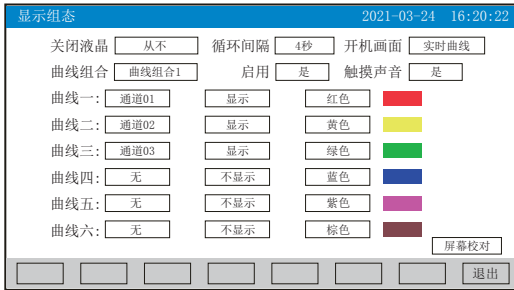 显示组态 2021-03-24 16:20:22
关闭液晶 从不 循环间隔 4秒 开机画面 实时曲线
曲线组合 曲线组合1 启用 是 触摸声音 是
曲线一: 通道01 显示 红色
曲线二: 通道02 显示 黄色
曲线三: 通道03 显示 绿色
曲线四: 无 不显示 蓝色
曲线五: 无 不显示 紫色
曲线六: 无 不显示 棕色
屏幕校对
退出